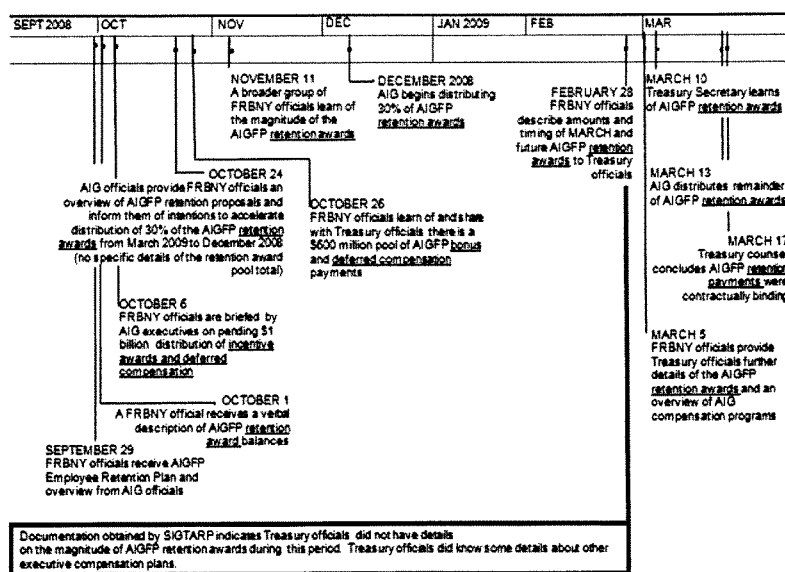 SEPT 2008 OCT NOV DEC JAN 2009 FEB MAR
NOVEMBER 11
A broader group of
FRBNY officials learn of
the magnitude of the
AIGFP retention awards
DECEMBER 2008
AIG begins distributing
30% of AIGFP
retention awards
FEBRUARY 28
FRBNY officials
describe amounts and
timing of MARCH and
future AIGFP retention
awards to Treasury
officials
MARCH 10
Treasury Secretary learns
of AIGFP retention awards
OCTOBER 24
AIG officials provide FRBNY officials an
overview of AIGFP retention proposals and
inform them of intentions to accelerate
distribution of 30% of the AIGFP retention
awards from March 2009 to December 2008
(no specific details of the retention award
pool total)
OCTOBER 26
FRBNY officials learn of and share
with Treasury officials there is a
$600 million pool of AIGFP bonus
and deferred compensation
payments
MARCH 13
AIG distributes remainder
of AIGFP retention awards
MARCH 17
Treasury counsel
concludes AIGFP retention
payments were
contractually binding
OCTOBER 6
FRBNY officials are briefed by
AIG executives on pending $1
billion distribution of incentive
awards and deferred
compensation
MARCH 5
FRBNY officials provide
Treasury officials further
details of the AIGFP
retention awards and an
overview of AIG
compensation programs
OCTOBER 1
A FRBNY official receives a verbal
description of AIGFP retention
award balances
SEPTEMBER 29
FRBNY officials receive AIGFP
Employee Retention Plan and
overview from AIG officials
Documentation obtained by SIGTARP indicates Treasury officials did not have details
on the magnitude of AIGFP retention awards during this period. Treasury officials did know some details about other
executive compensation plans.